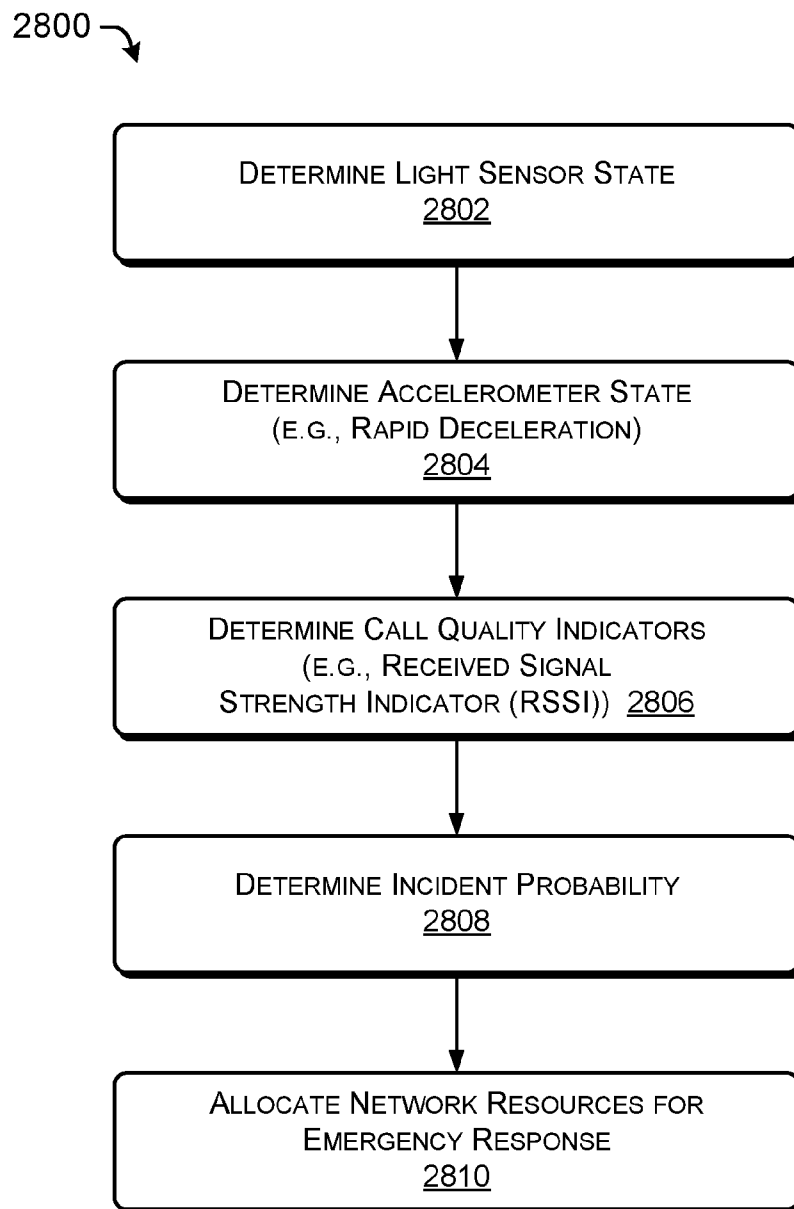 2800
DETERMINE LIGHT SENSOR STATE
2802
DETERMINE ACCELEROMETER STATE
(E.G., RAPID DECELERATION)
2804
DETERMINE CALL QUALITY INDICATORS
(E.G., RECEIVED SIGNAL
STRENGTH INDICATOR (RSSI)) 2806
DETERMINE INCIDENT PROBABILITY
2808
ALLOCATE NETWORK RESOURCES FOR
EMERGENCY RESPONSE
2810